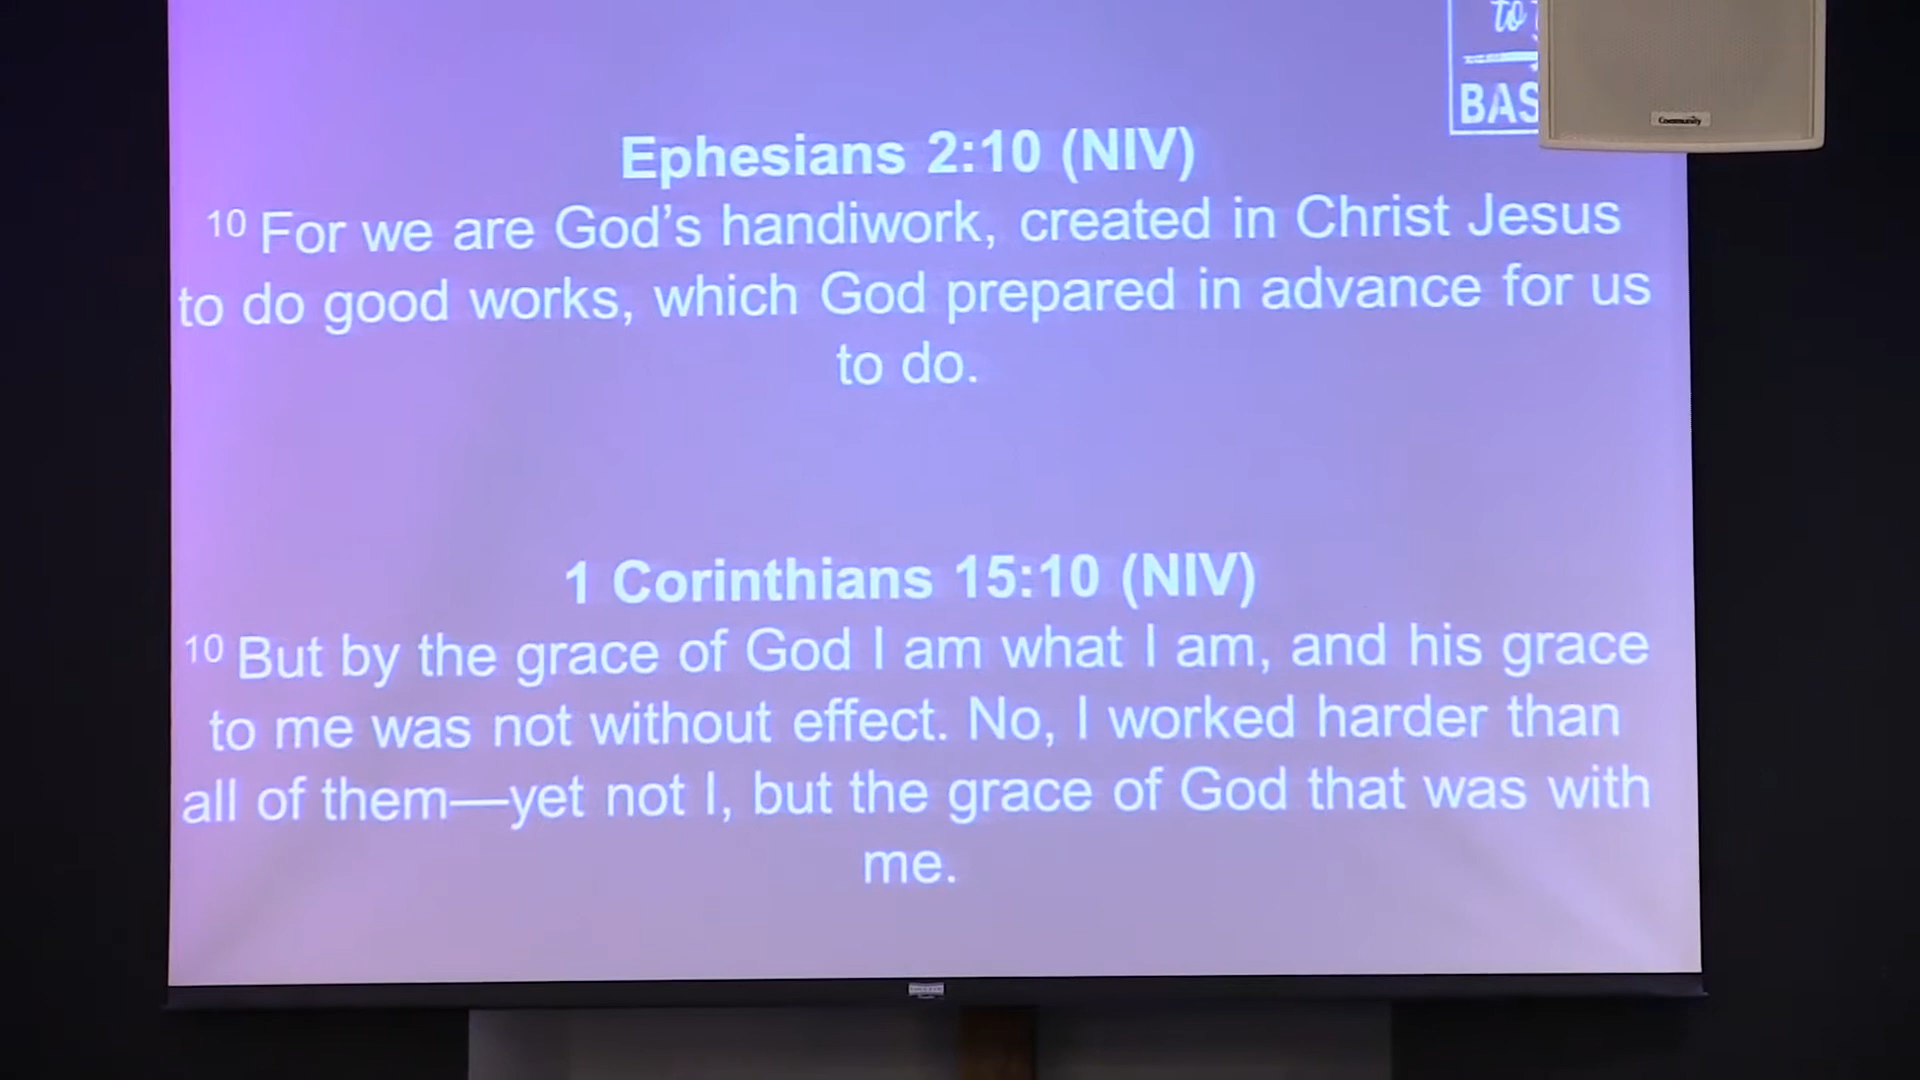 to
BAS
Community
Ephesians 2:10 (NIV)
10 For we are God’s handiwork, created in Christ Jesus
to do good works, which God prepared in advance for us
to do.
1 Corinthians 15:10 (NIV)
10 But by the grace of God I am what I am, and his grace
to me was not without effect. No, I worked harder than
all of them—yet not I, but the grace of God that was with
me.